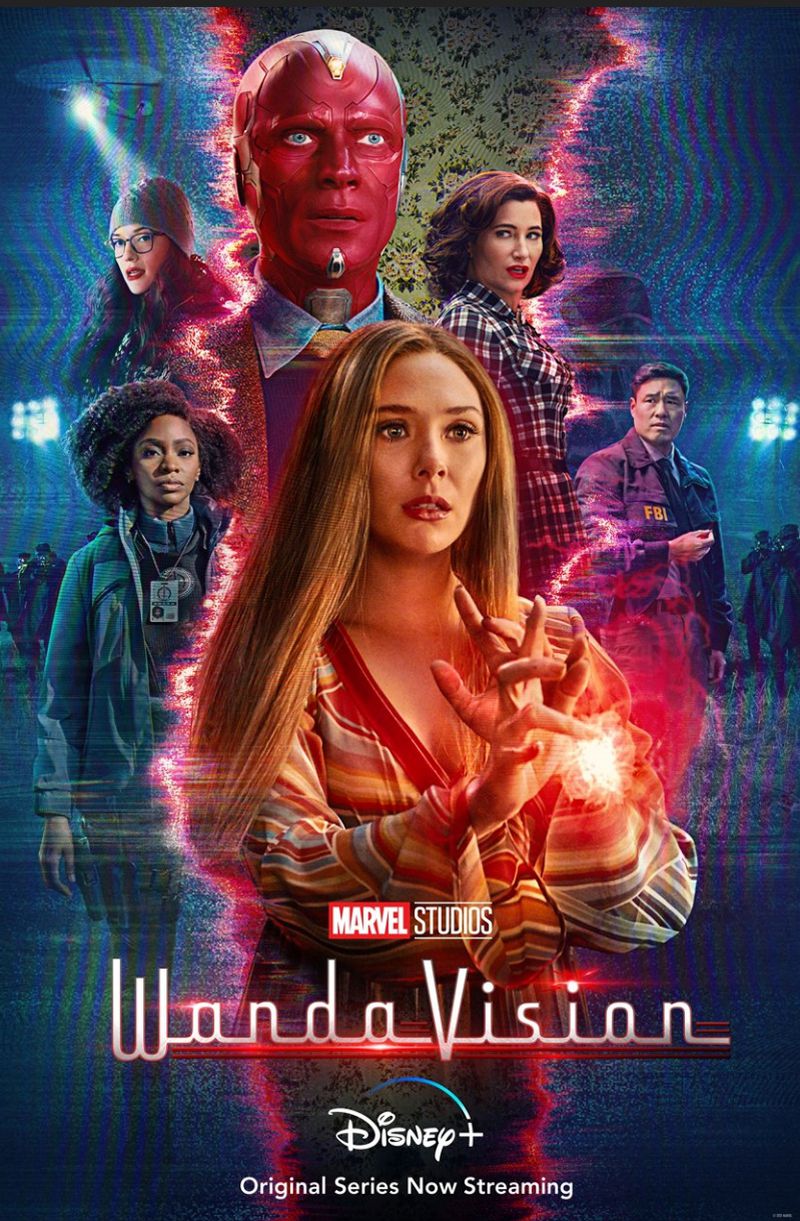 FBI
MARVEL STUDIOS
WandaVision
Disney+
Original Series Now Streaming